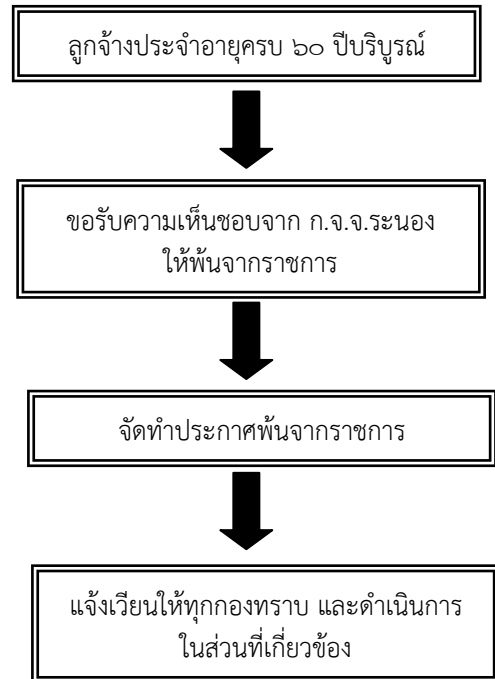 ลูกจ้างประจำอายุครบ ๖๐ ปีบริบูรณ์
ขอรับความเห็นชอบจาก ก.จ.จ.ระนอง
ให้พ้นจากราชการ
จัดทำประกาศพ้นจากราชการ
แจ้งเวียนให้ทุกกองทราบ และดำเนินการ
ในส่วนที่เกี่ยวข้อง